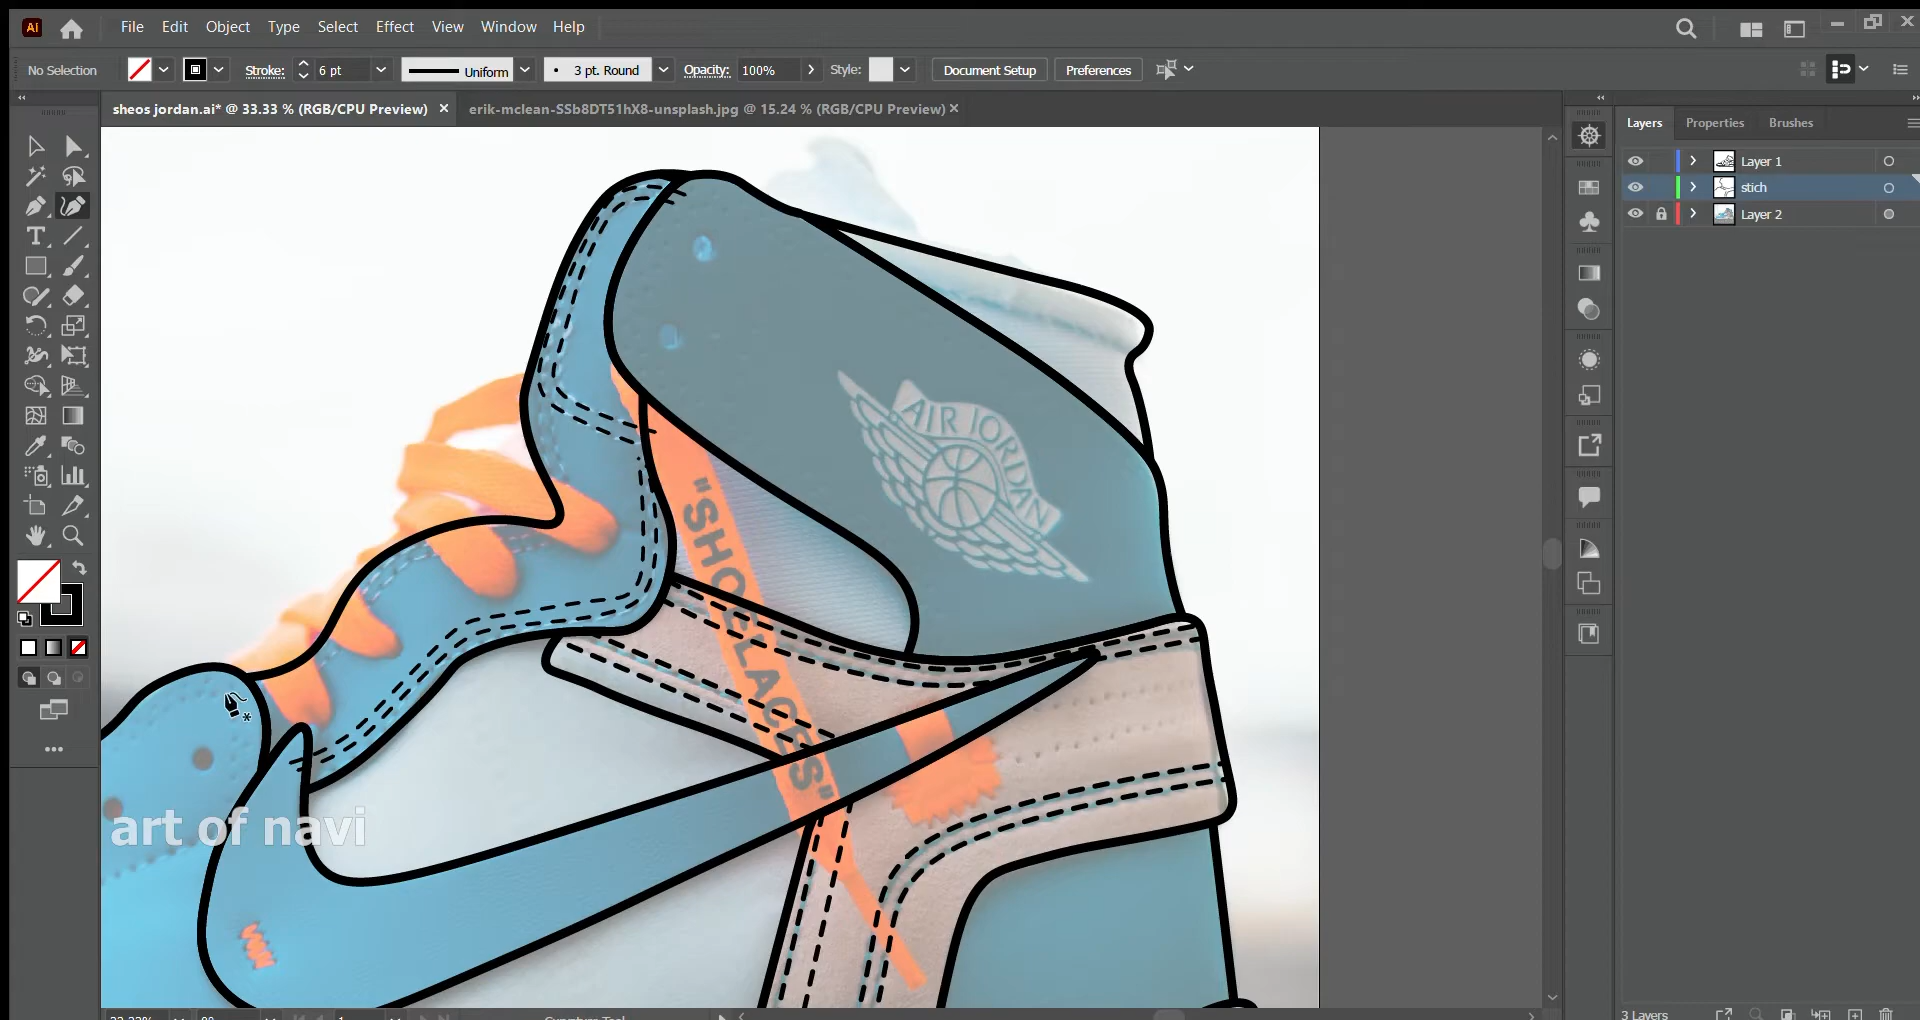 Ai File Edit Object Type Select Effect View Window Help
No Selection Stroke: 6 pt Uniform 3 pt. Round Opacity: 100% Style: Document Setup Preferences
sheos jordan.ai* @ 33.33 % (RGB/CPU Preview) × erik-mclean-SSb8DT51hX8-unsplash.jpg @ 15.24 % (RGB/CPU Preview) ×
Layers Properties Brushes
Layer 1
stich
Layer 2
AIR JORDAN
"SHOELACES"
art of navi
3 Layers